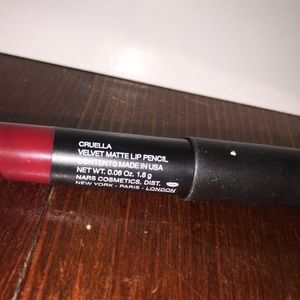 CRUELLA
VELVET MATTE LIP PENCIL
CONTENTS MADE IN USA
NET WT. 0.06 Oz. 1.8 g
NARS COSMETICS, DIST.
NEW YORK - PARIS - LONDON